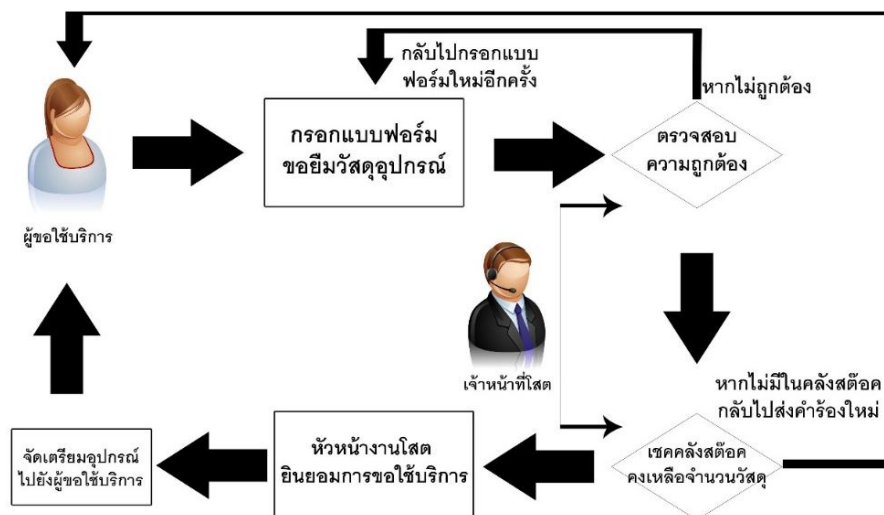 กลับไปกรอกแบบ
ฟอร์มใหม่อีกครั้ง
หากไม่ถูกต้อง
กรอกแบบฟอร์ม
ขอยืมวัสดุอุปกรณ์
ตรวจสอบ
ความถูกต้อง
ผู้ขอใช้บริการ
เจ้าหน้าที่โสต
หากไม่มีในคลังสต๊อค
กลับไปส่งคำร้องใหม่
จัดเตรียมอุปกรณ์
ไปยังผู้ขอใช้บริการ
หัวหน้างานโสต
ยินยอมการขอใช้บริการ
เชคคลังสต๊อค
คงเหลือจำนวนวัสดุ